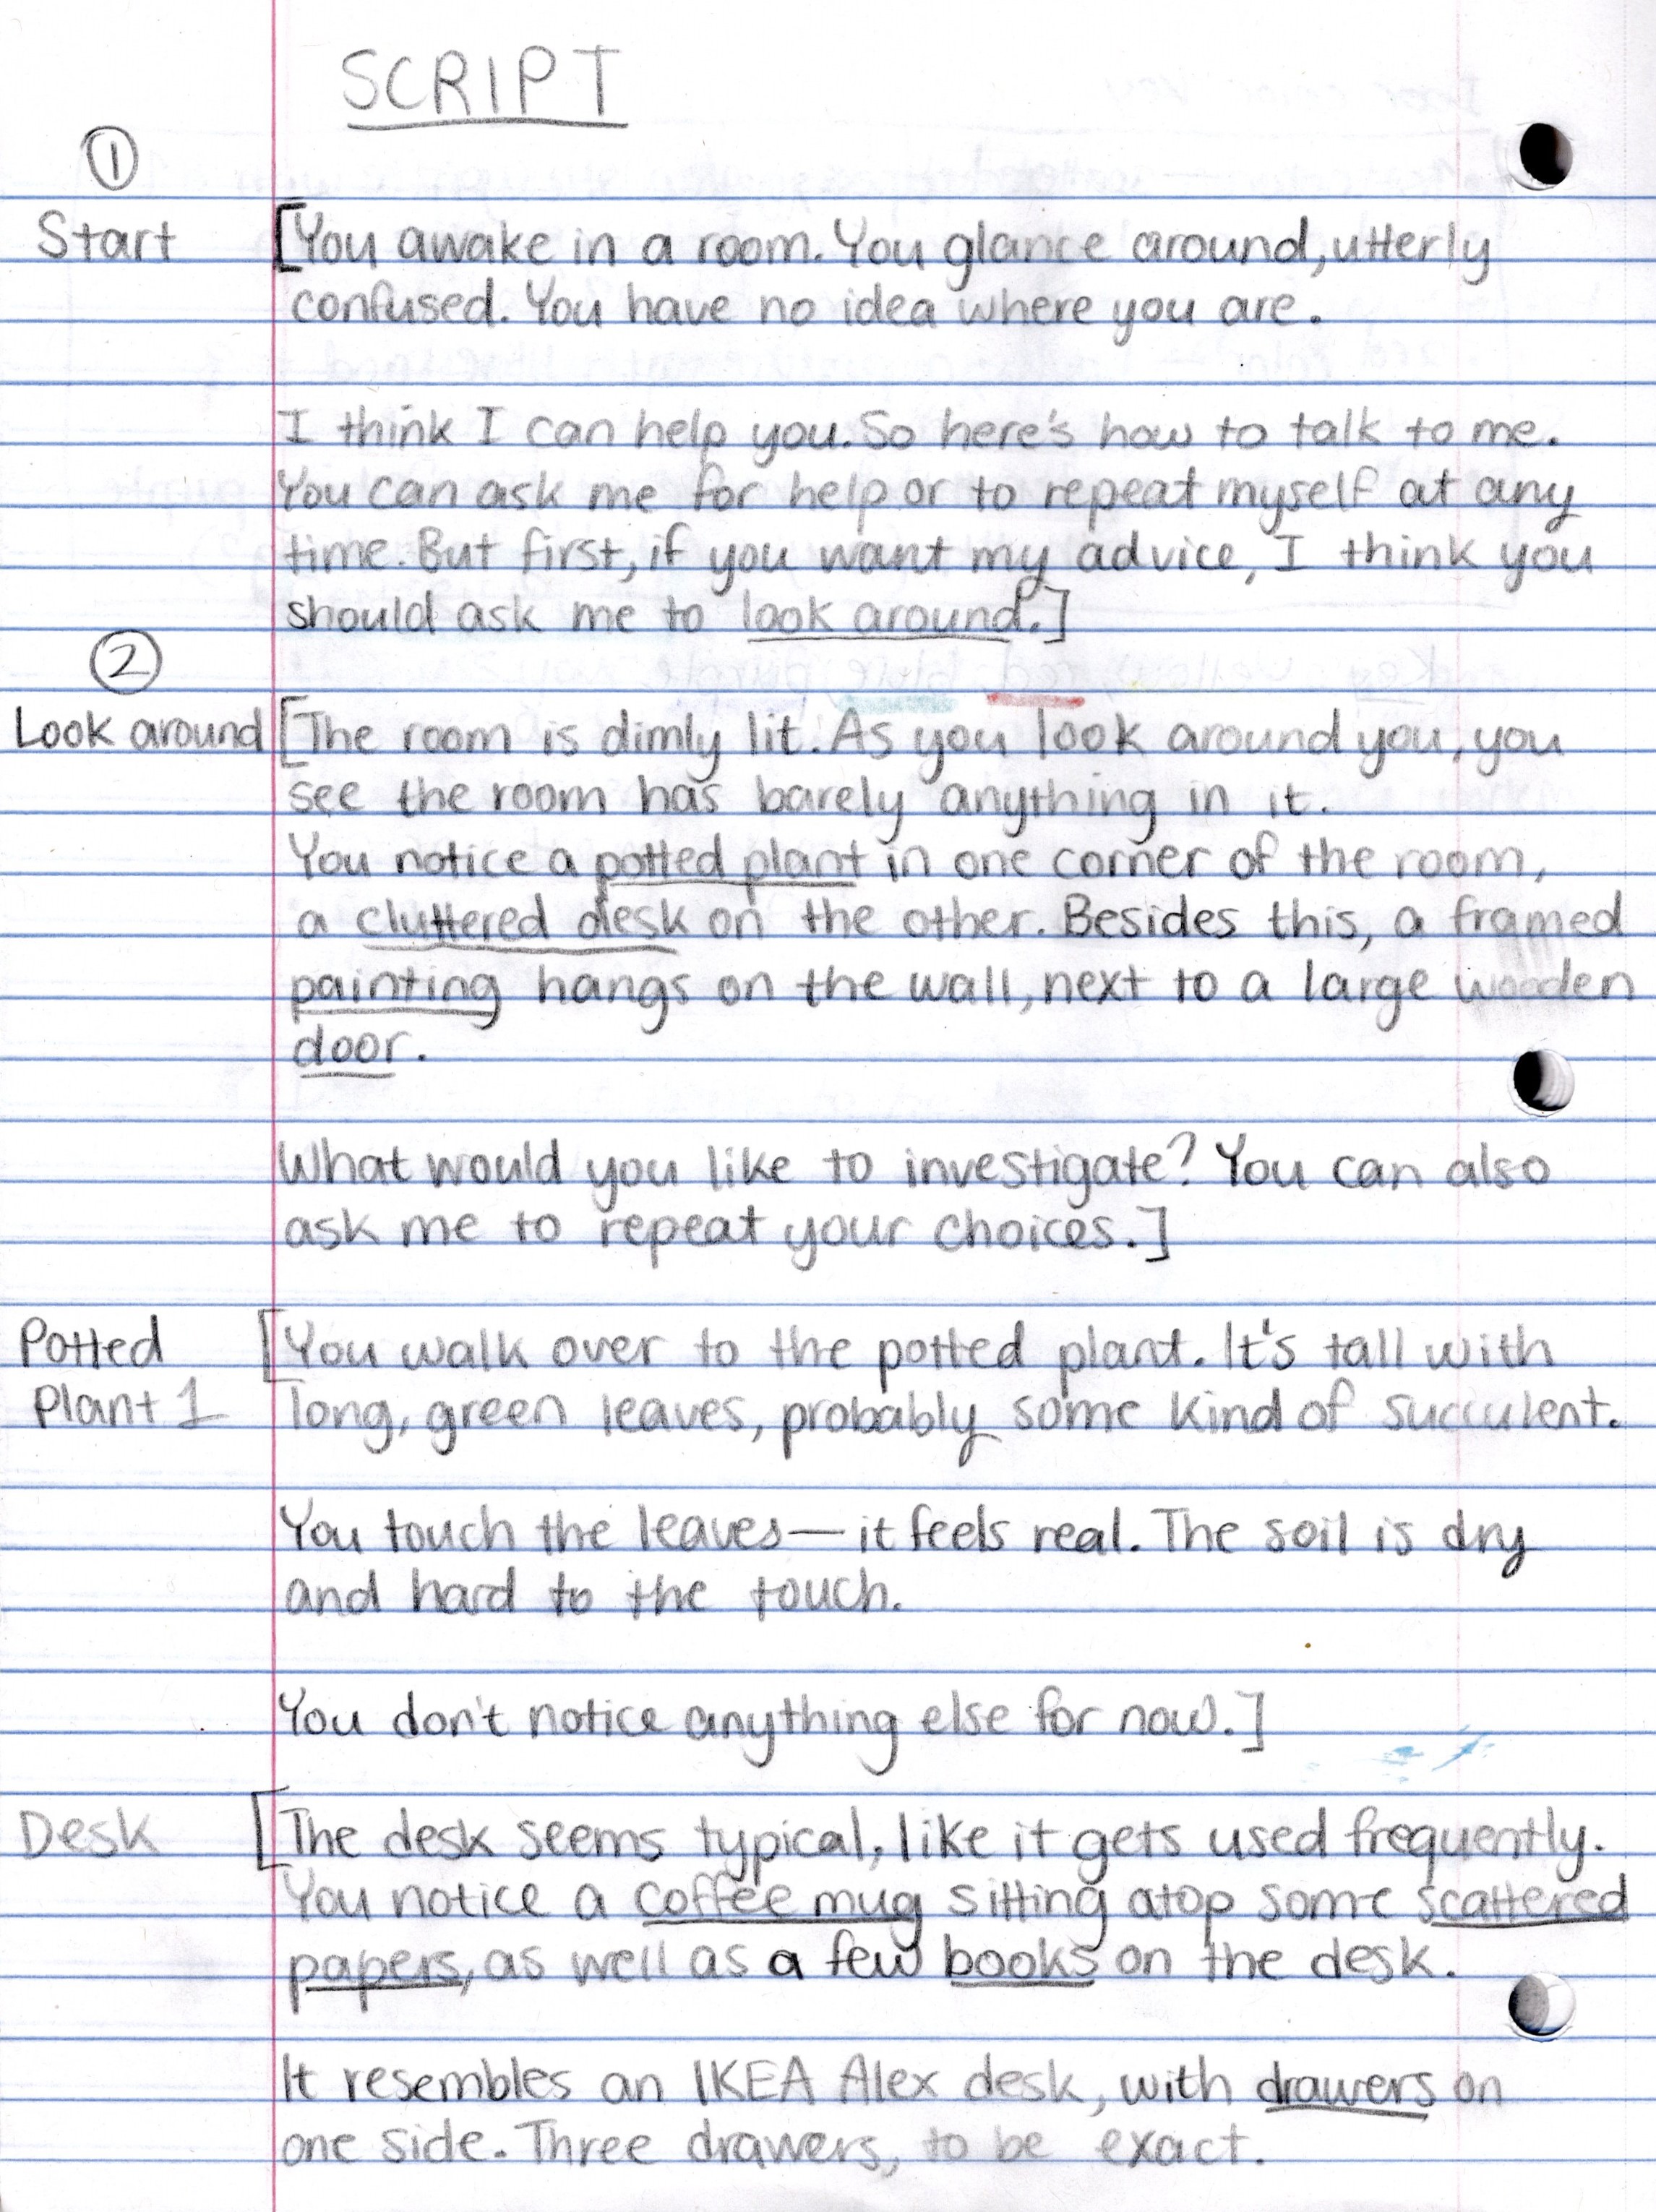 SCRIPT
①
Start [You awake in a room. You glance around, utterly
confused. You have no idea where you are.
I think I can help you. So here's how to talk to me.
You can ask me for help or to repeat myself at any
time. But first, if you want my advice, I think you
should ask me to look around.]
②
Look around [The room is dimly lit. As you look around you, you
see the room has barely anything in it.
You notice a potted plant in one corner of the room,
a cluttered desk on the other. Besides this, a framed
painting hangs on the wall, next to a large wooden
door.
What would you like to investigate? You can also
ask me to repeat your choices.]
Potted [You walk over to the potted plant. It's tall with
Plant 1 long, green leaves, probably some kind of succulent.
You touch the leaves—it feels real. The soil is dry
and hard to the touch.
You don't notice anything else for now.]
Desk [The desk seems typical, like it gets used frequently.
You notice a coffee mug sitting atop some scattered
papers, as well as a few books on the desk.
It resembles an IKEA Alex desk, with drawers on
one side. Three drawers, to be exact.